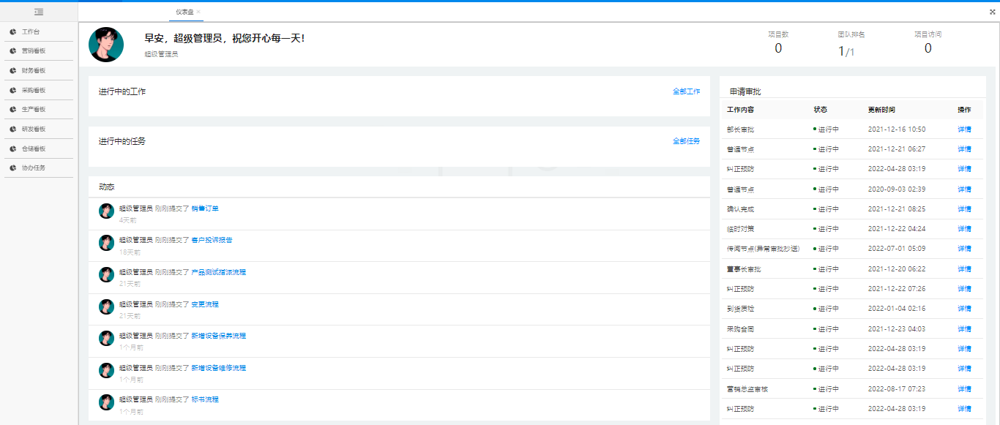 仪表盘 ×
工作台
营销看板
财务看板
采购看板
生产看板
研发看板
仓储看板
协办任务
早安，超级管理员，祝您开心每一天！
超级管理员
项目数
0
团队排名
1/1
项目访问
0
进行中的工作 全部工作
进行中的任务 全部任务
动态
超级管理员 刚刚提交了 销售订单
4天前
超级管理员 刚刚提交了 客户投诉报告
18天前
超级管理员 刚刚提交了 产品测试指派流程
21天前
超级管理员 刚刚提交了 变更流程
21天前
超级管理员 刚刚提交了 新增设备保养流程
1个月前
超级管理员 刚刚提交了 新增设备维修流程
1个月前
超级管理员 刚刚提交了 标书流程
1个月前
申请审批
工作内容 状态 更新时间 操作
部长审批 进行中 2021-12-16 10:50 详情
普通节点 进行中 2021-12-21 06:27 详情
纠正预防 进行中 2022-04-28 03:19 详情
普通节点 进行中 2020-09-03 02:39 详情
确认完成 进行中 2021-12-21 08:25 详情
临时对策 进行中 2021-12-22 04:24 详情
传阅节点(异常审批抄送) 进行中 2022-07-01 05:09 详情
董事长审批 进行中 2021-12-20 06:22 详情
纠正预防 进行中 2021-12-22 07:26 详情
到货质检 进行中 2022-01-04 02:16 详情
采购合同 进行中 2021-12-23 04:03 详情
纠正预防 进行中 2022-04-28 03:19 详情
纠正预防 进行中 2022-04-28 03:19 详情
营销总监审核 进行中 2022-08-17 07:23 详情
纠正预防 进行中 2022-04-28 03:19 详情